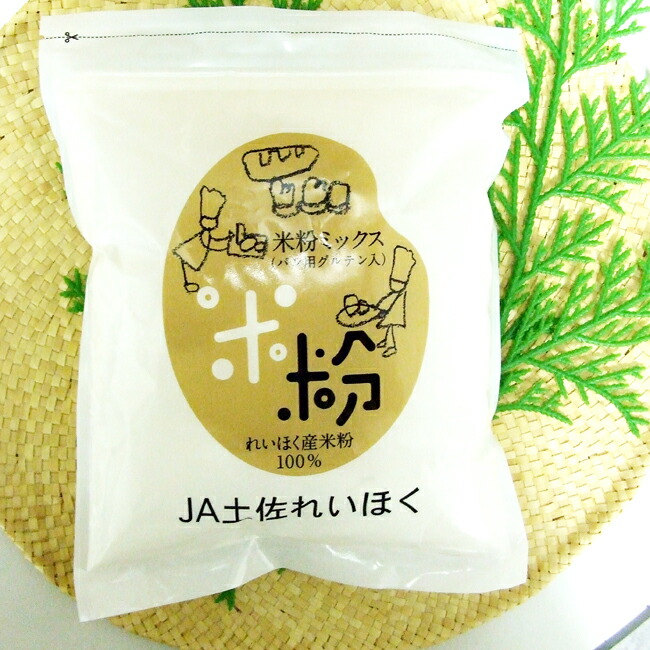 米粉ミックス
(パン用グルテン入)
米粉
れいほく産米粉
100%
JA土佐れいほく